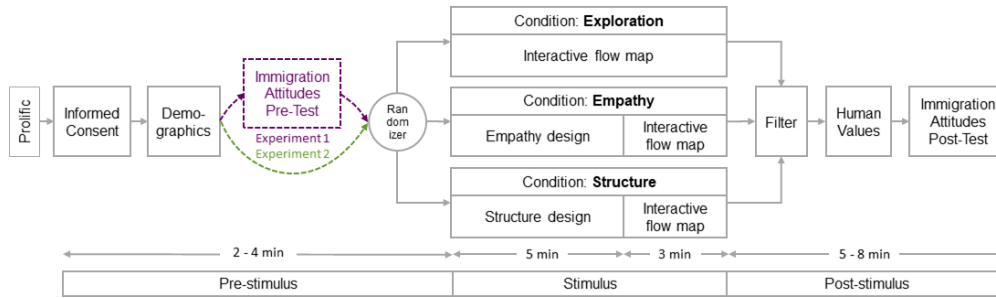 Prolific
Informed
Consent
Demo-
graphics
Immigration
Attitudes
Pre-Test
Experiment 1
Experiment 2
Ran
dom
izer
Condition: Exploration
Interactive flow map
Condition: Empathy
Empathy design
Interactive
flow map
Condition: Structure
Structure design
Interactive
flow map
Filter
Human
Values
Immigration
Attitudes
Post-Test
2 - 4 min
5 min
3 min
5 - 8 min
Pre-stimulus
Stimulus
Post-stimulus